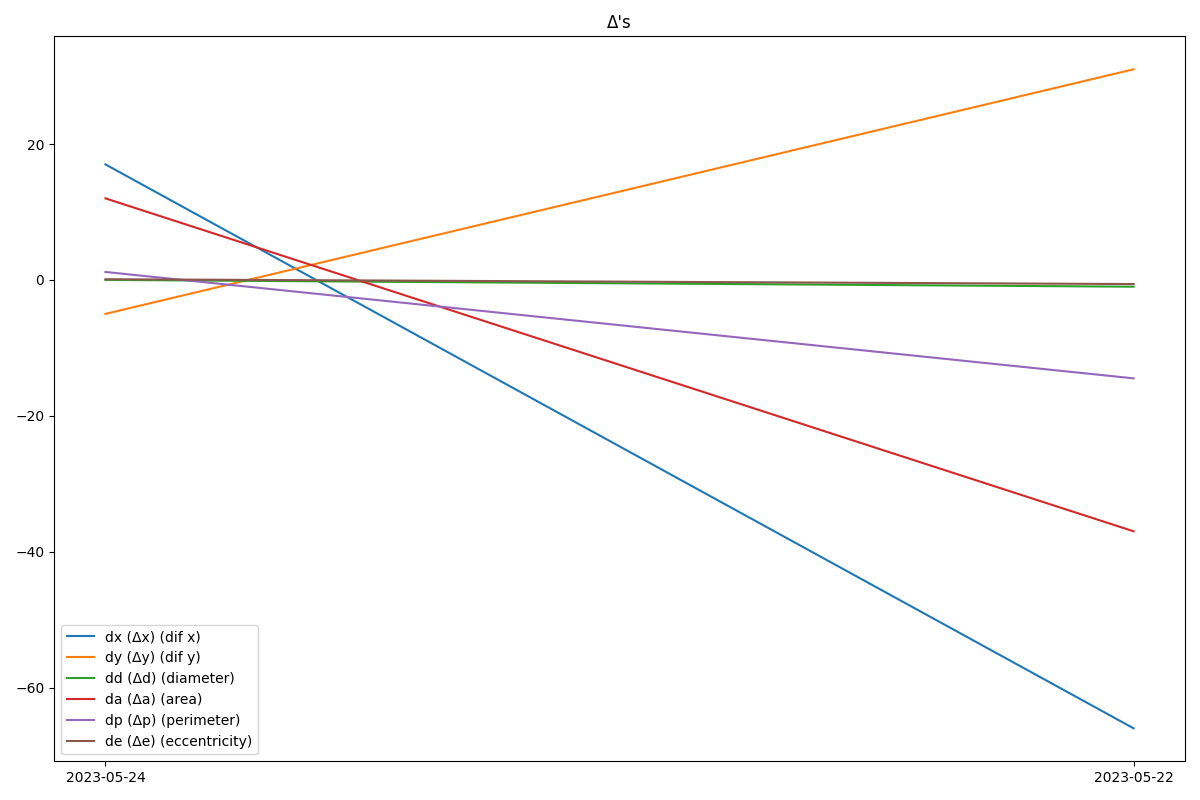 Δ's
20
0
−20
−40
−60
dx (Δx) (dif x)
dy (Δy) (dif y)
dd (Δd) (diameter)
da (Δa) (area)
dp (Δp) (perimeter)
de (Δe) (eccentricity)
2023-05-24 2023-05-22